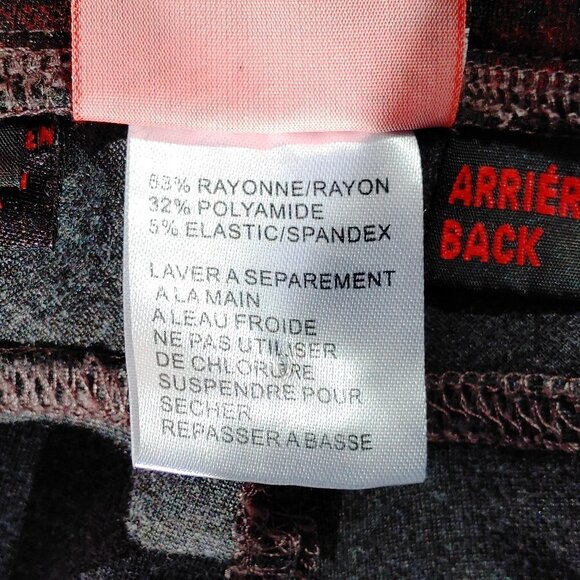 63% RAYONNE/RAYON
32% POLYAMIDE
5% ELASTIC/SPANDEX
LAVER A SEPAREMENT
A LA MAIN
A LEAU FROIDE
NE PAS UTILISER
DE CHLORURE
SUSPENDRE POUR
SECHER
REPASSER A BASSE
ARRIÉR
BACK